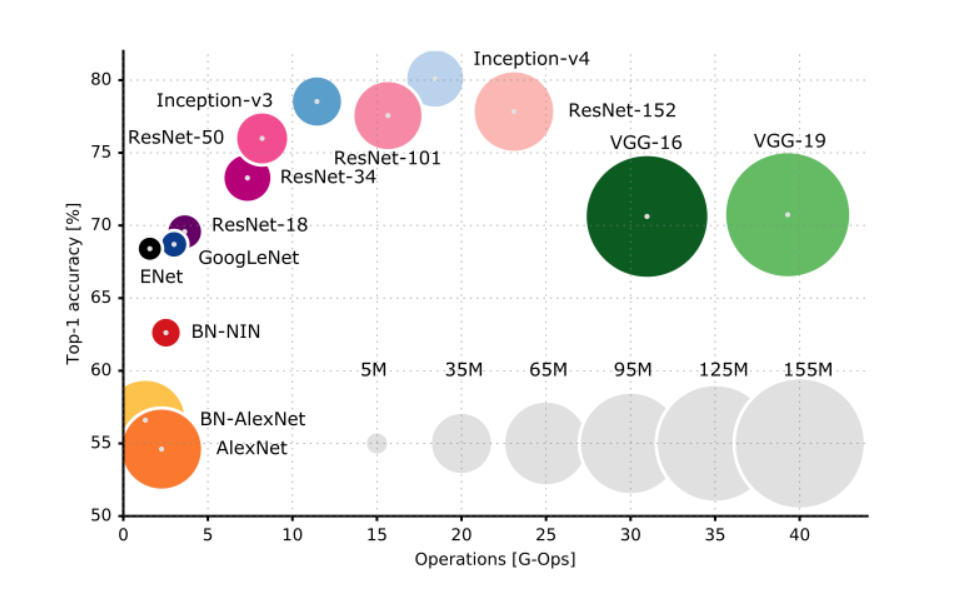 Inception-v4
80
Inception-v3
ResNet-152
ResNet-50
VGG-16
VGG-19
75
ResNet-101
ResNet-34
70
ResNet-18
GoogLeNet
ENet
Top-1 accuracy [%]
65
BN-NIN
60
5M
35M
65M
95M
125M
155M
BN-AlexNet
55
AlexNet
50
0
5
10
15
20
25
30
35
40
Operations [G-Ops]